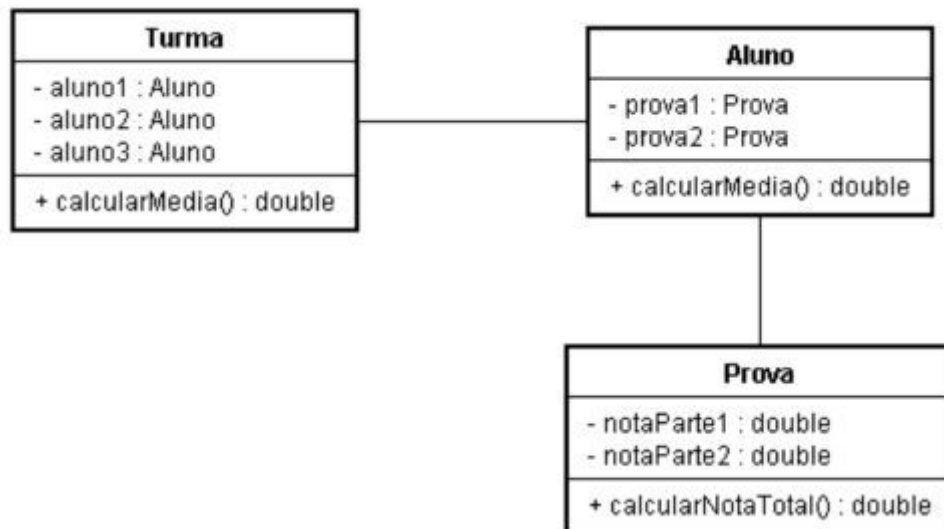 Turma
- aluno1 : Aluno
- aluno2 : Aluno
- aluno3 : Aluno
+ calcularMedia() : double
Aluno
- prova1 : Prova
- prova2 : Prova
+ calcularMedia() : double
Prova
- notaParte1 : double
- notaParte2 : double
+ calcularNotaTotal() : double